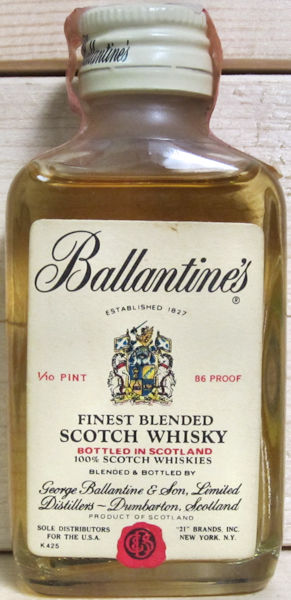 Ballantine's
Ballantine's ®
ESTABLISHED 1827
1/10 PINT 86 PROOF
FINEST BLENDED
SCOTCH WHISKY
BOTTLED IN SCOTLAND
100% SCOTCH WHISKIES
BLENDED & BOTTLED BY
George Ballantine & Son, Limited
Distillers ~ Dumbarton, Scotland
PRODUCT OF SCOTLAND
SOLE DISTRIBUTORS "21" BRANDS, INC.
FOR THE U.S.A. NEW YORK. N.Y.
K425